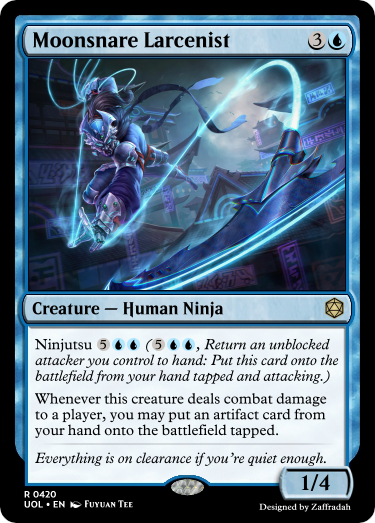 Moonsnare Larcenist 3
Creature — Human Ninja
Ninjutsu 5 (5, Return an unblocked
attacker you control to hand: Put this card onto the
battlefield from your hand tapped and attacking.)
Whenever this creature deals combat damage
to a player, you may put an artifact card from
your hand onto the battlefield tapped.
Everything is on clearance if you're quiet enough.
1/4
R 0420
UOL • EN Fuyuan Tee
Designed by Zaffradah